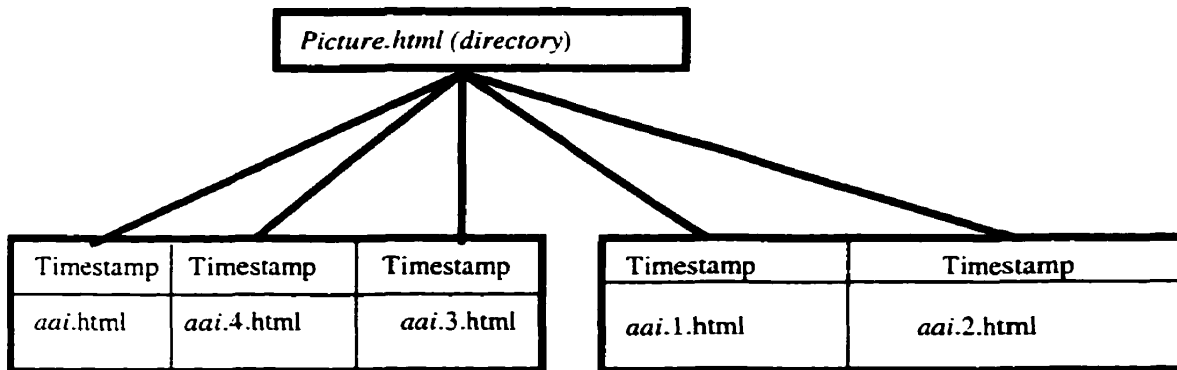 Picture.html (directory)
Timestamp Timestamp Timestamp Timestamp Timestamp
aai.html aai.4.html aai.3.html aai.1.html aai.2.html